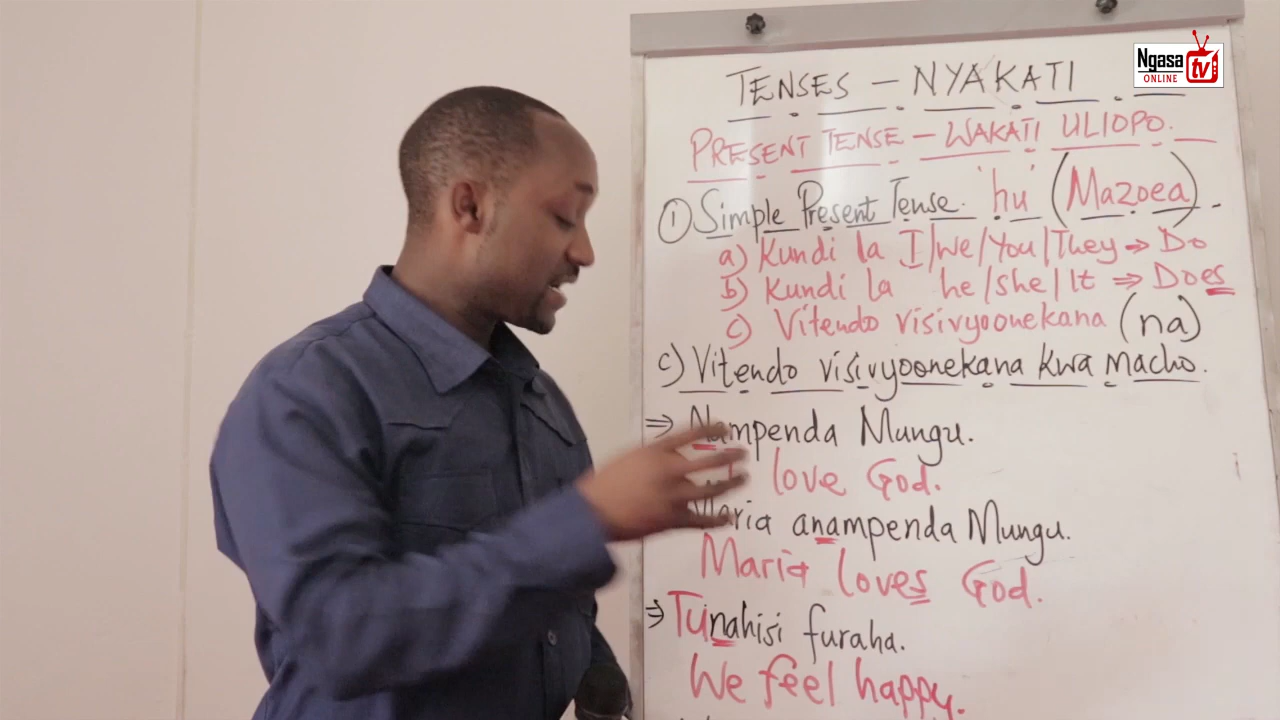 Ngasa tv
ONLINE
TENSES - NYAKATI
PRESENT TENSE - WAKATI ULIOPO.
① Simple Present Tense. 'hu' (Mazoea)
a) Kundi la I/we/You/They ⇒ Do
b) Kundi la he/she/It ⇒ Does
c) Vitendo visivyoonekana (na)
c) Vitendo visivyoonekana kwa macho.
⇒ Nampenda Mungu.
I love God.
Maria anampenda Mungu.
Maria loves God.
⇒ Tunahisi furaha.
We feel happy.